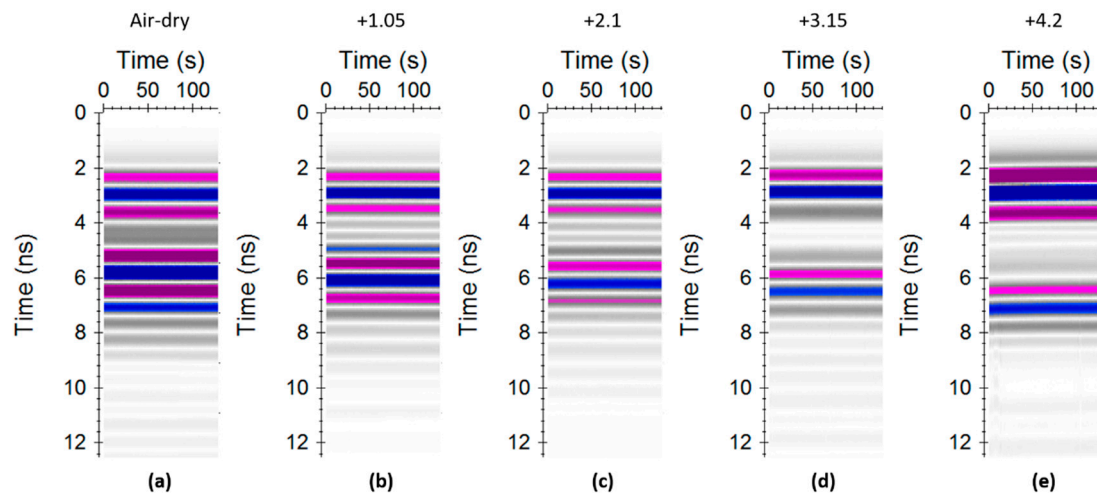 Air-dry +1.05 +2.1 +3.15 +4.2
Time (s) Time (s) Time (s) Time (s) Time (s)
0 50 100 0 50 100 0 50 100 0 50 100 0 50 100
0 0 0 0 0
2 2 2 2 2
4 4 4 4 4
Time (ns) Time (ns) Time (ns) Time (ns) Time (ns)
6 6 6 6 6
8 8 8 8 8
10 10 10 10 10
12 12 12 12 12
(a) (b) (c) (d) (e)